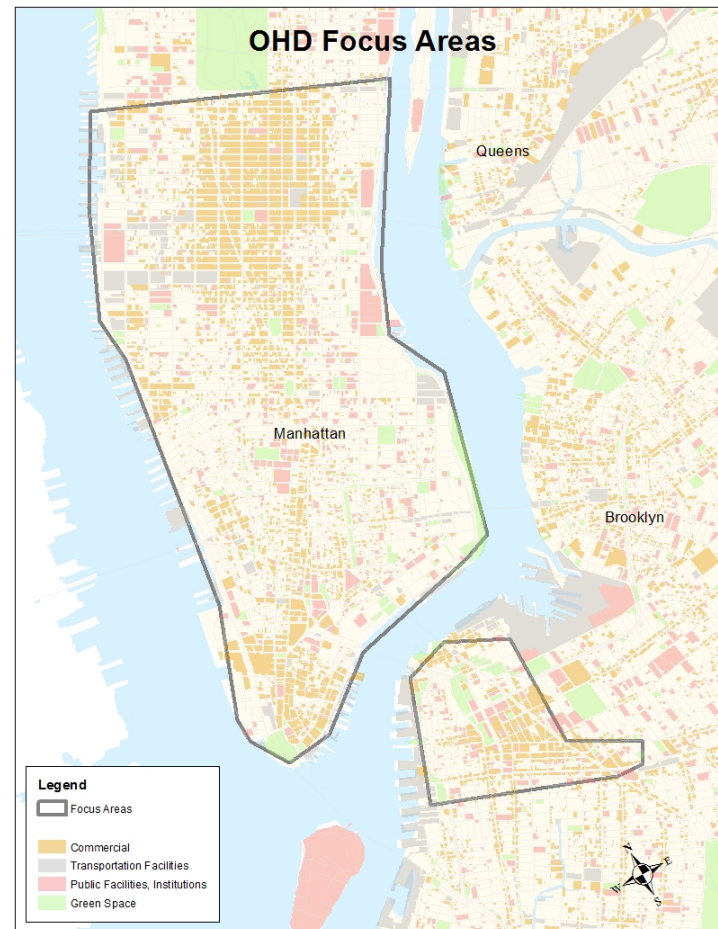 OHD Focus Areas
Queens
Manhattan
Brooklyn
Legend
Focus Areas
Commercial
Transportation Facilities
Public Facilities, Institutions
Green Space
N
E
W
S